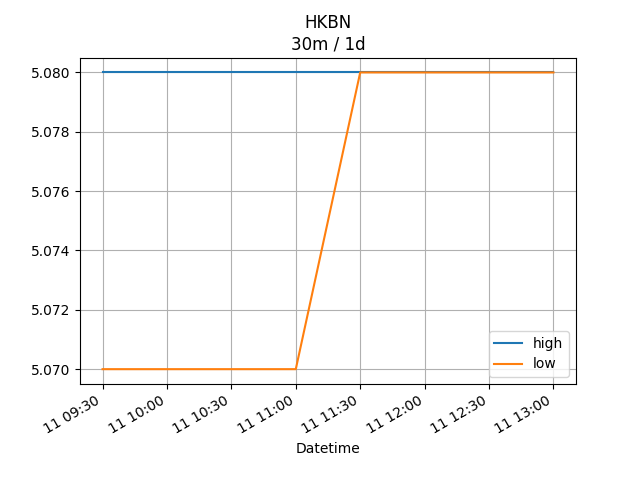 HKBN
30m / 1d
5.080
5.078
5.076
5.074
5.072
5.070
high
low
11 09:30
11 10:00
11 10:30
11 11:00
11 11:30
11 12:00
11 12:30
11 13:00
Datetime